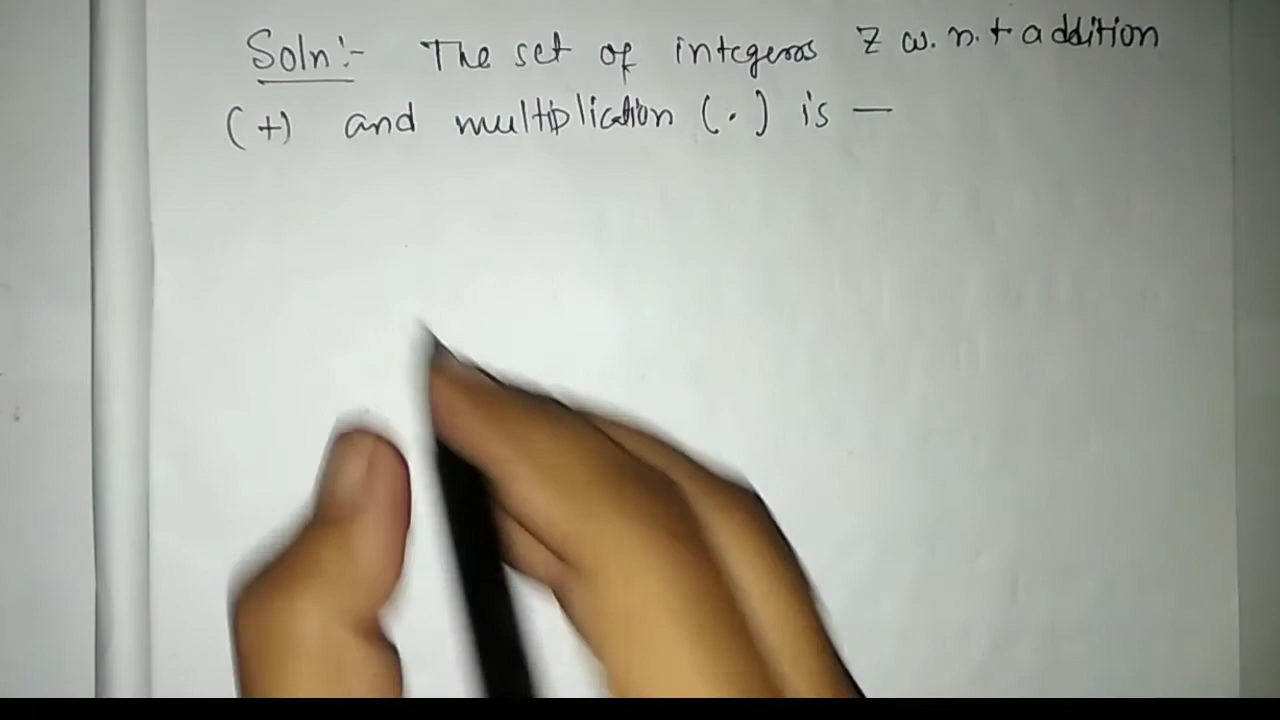 Soln:- The set of integers Z w.r.t addition
(+) and multiplication (.) is —